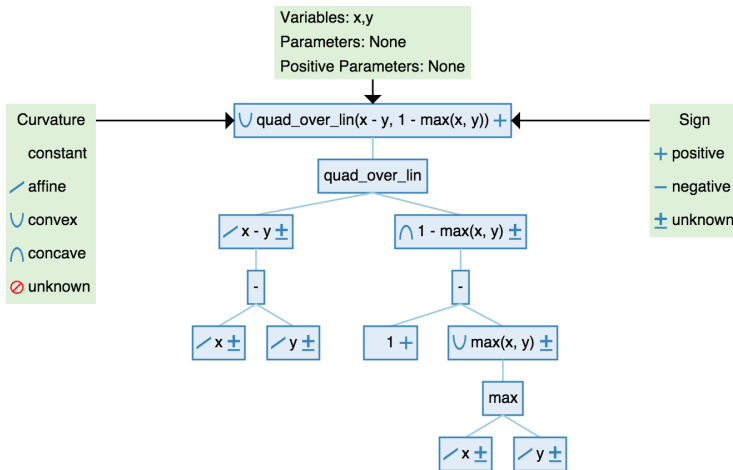 Variables: x,y
Parameters: None
Positive Parameters: None
Curvature
constant
affine
convex
concave
unknown
quad_over_lin(x - y, 1 - max(x, y)) +
Sign
+ positive
- negative
± unknown
quad_over_lin
x - y ±
1 - max(x, y) ±
-
-
x ±
y ±
1 +
max(x, y) ±
max
x ±
y ±